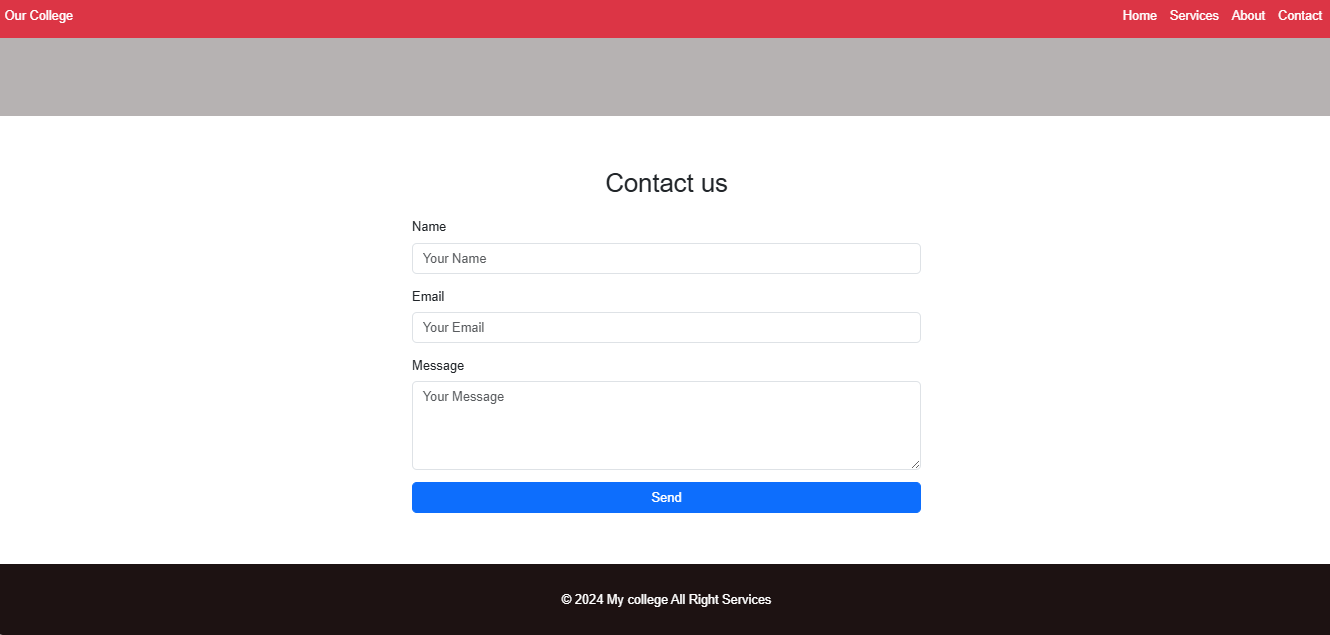 Our College Home Services About Contact
Contact us
Name
Your Name
Email
Your Email
Message
Your Message
Send
© 2024 My college All Right Services